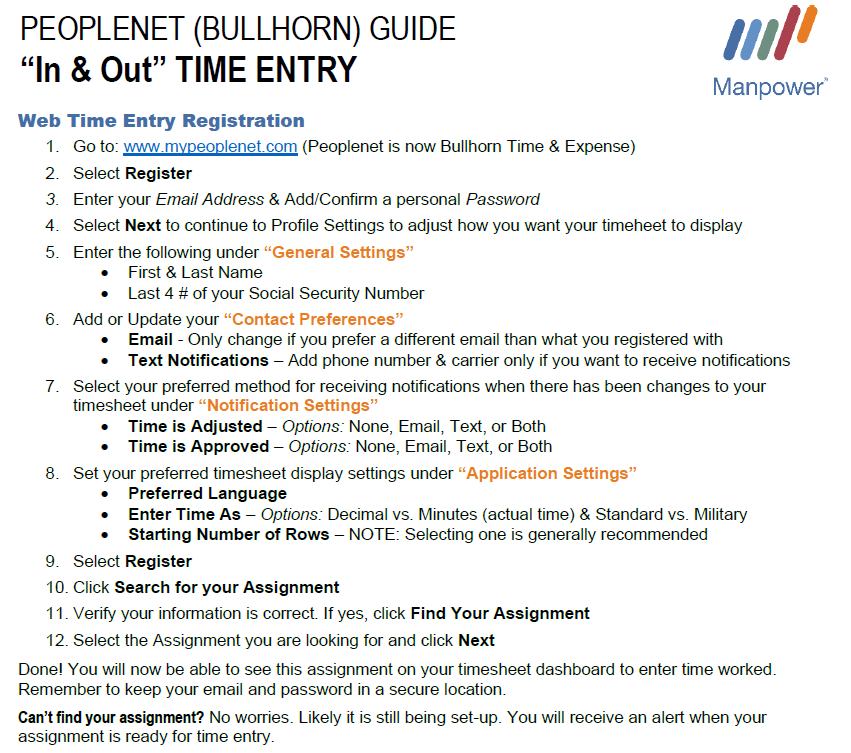 PEOPLENET (BULLHORN) GUIDE
"In & Out" TIME ENTRY
Manpower™
Web Time Entry Registration
1. Go to: www.mypeoplenet.com (Peoplenet is now Bullhorn Time & Expense)
2. Select Register
3. Enter your Email Address & Add/Confirm a personal Password
4. Select Next to continue to Profile Settings to adjust how you want your timeheet to display
5. Enter the following under “General Settings”
• First & Last Name
• Last 4 # of your Social Security Number
6. Add or Update your “Contact Preferences”
• Email - Only change if you prefer a different email than what you registered with
• Text Notifications – Add phone number & carrier only if you want to receive notifications
7. Select your preferred method for receiving notifications when there has been changes to your
timesheet under “Notification Settings”
• Time is Adjusted – Options: None, Email, Text, or Both
• Time is Approved – Options: None, Email, Text, or Both
8. Set your preferred timesheet display settings under “Application Settings”
• Preferred Language
• Enter Time As – Options: Decimal vs. Minutes (actual time) & Standard vs. Military
• Starting Number of Rows – NOTE: Selecting one is generally recommended
9. Select Register
10. Click Search for your Assignment
11. Verify your information is correct. If yes, click Find Your Assignment
12. Select the Assignment you are looking for and click Next
Done! You will now be able to see this assignment on your timesheet dashboard to enter time worked.
Remember to keep your email and password in a secure location.
Can’t find your assignment? No worries. Likely it is still being set-up. You will receive an alert when your
assignment is ready for time entry.